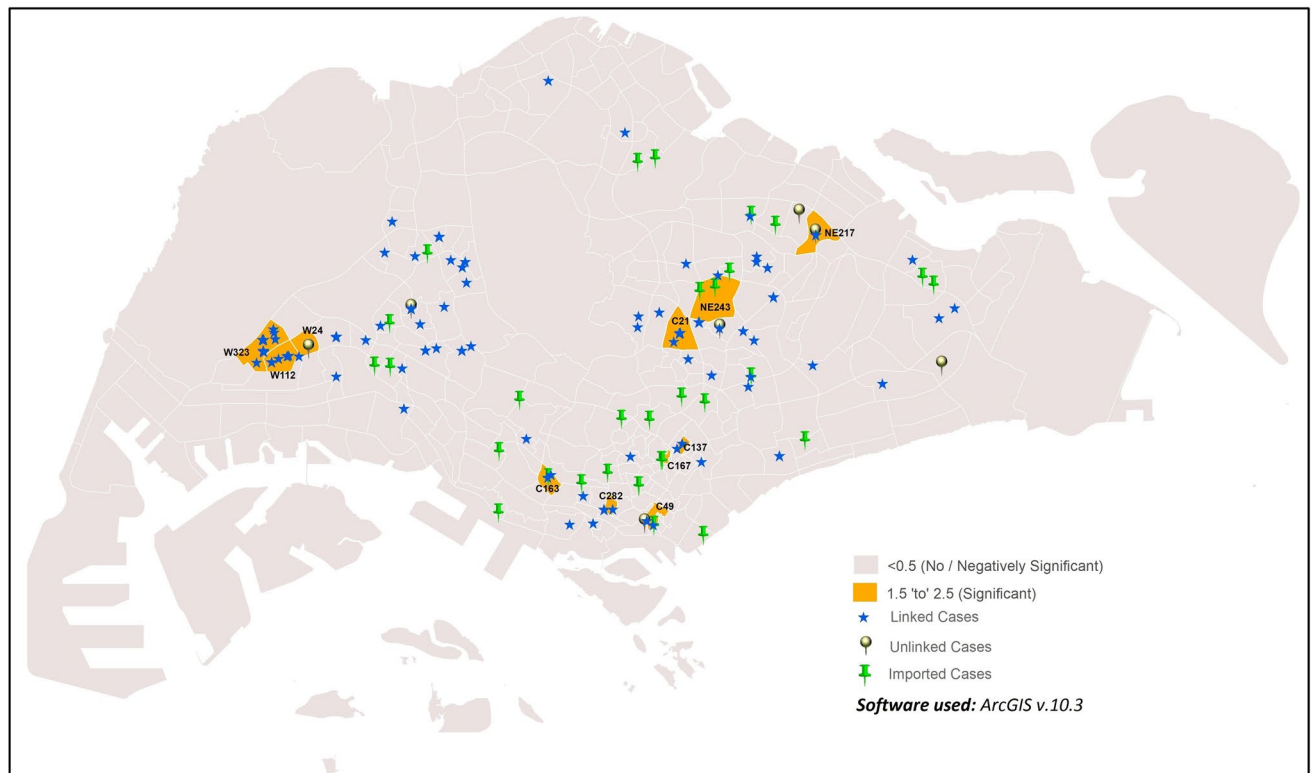 NE217
NE243
C21
W24
W323
W112
C137
C167
C163
C282
C49
<0.5 (No / Negatively Significant)
1.5 'to' 2.5 (Significant)
Linked Cases
Unlinked Cases
Imported Cases
Software used: ArcGIS v.10.3